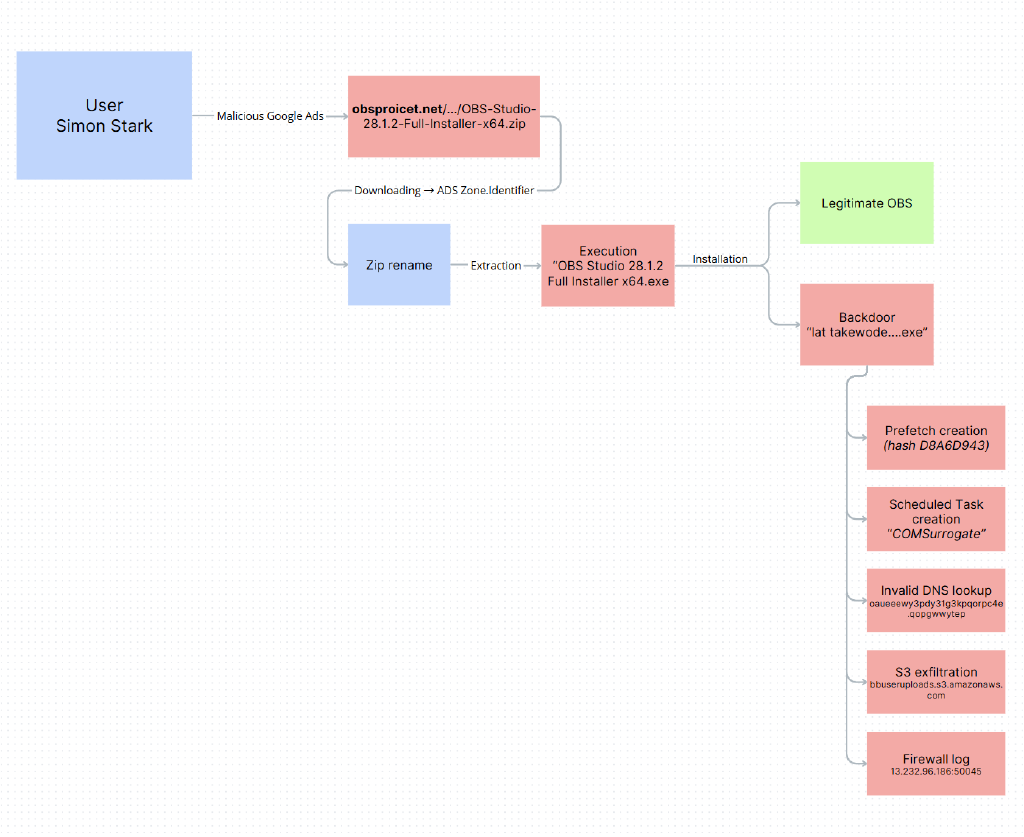 User
Simon Stark
Malicious Google Ads
obsproicet.net/.../OBS-Studio-
28.1.2-Full-Installer-x64.zip
Downloading → ADS Zone.Identifier
Zip rename
Extraction
Execution
"OBS Studio 28.1.2
Full Installer x64.exe
Installation
Legitimate OBS
Backdoor
"lat takewode....exe"
Prefetch creation
(hash D8A6D943)
Scheduled Task
creation
"COMSurrogate"
Invalid DNS lookup
oaueeewy3pdy31g3kpqorpc4e
.qopgwwytep
S3 exfiltration
bbuseruploads.s3.amazonaws.
com
Firewall log
13.232.96.186:50045